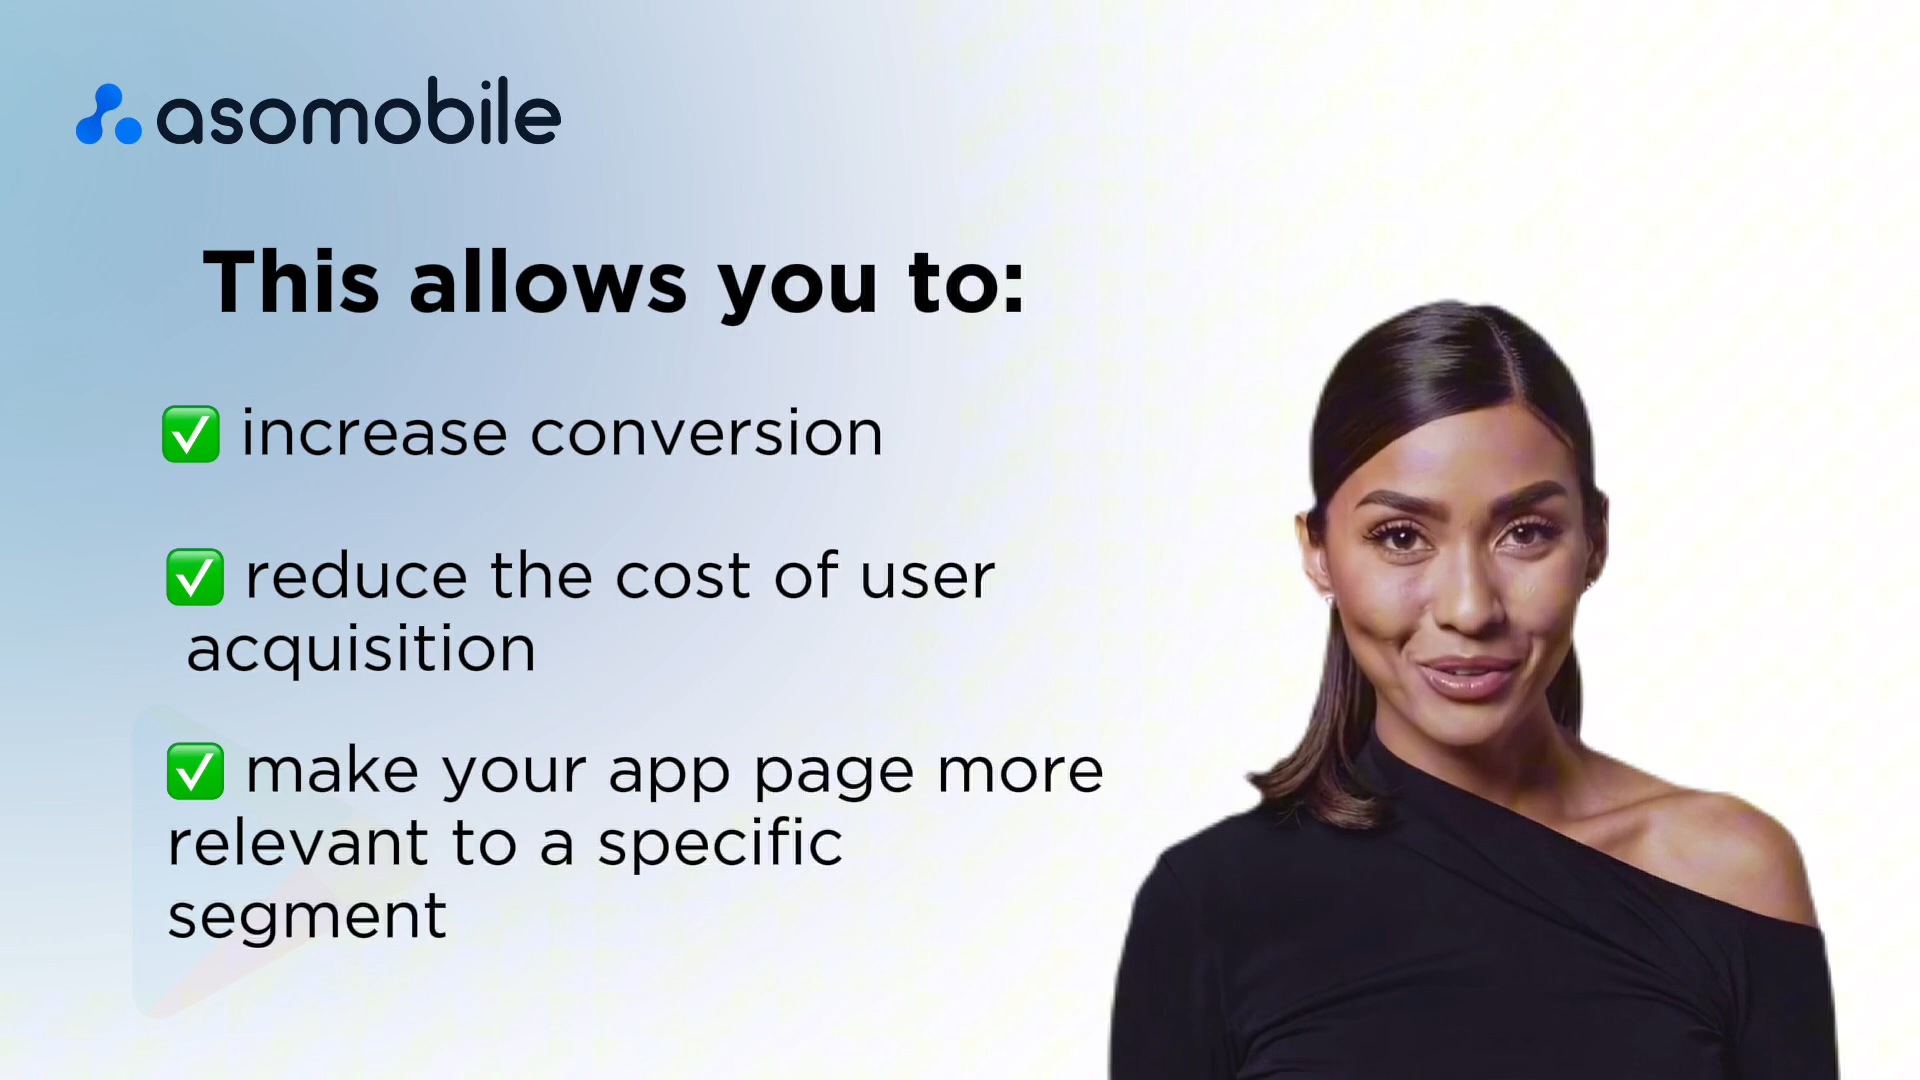 asomobile
This allows you to:
✅ increase conversion
✅ reduce the cost of user
acquisition
✅ make your app page more
relevant to a specific
segment